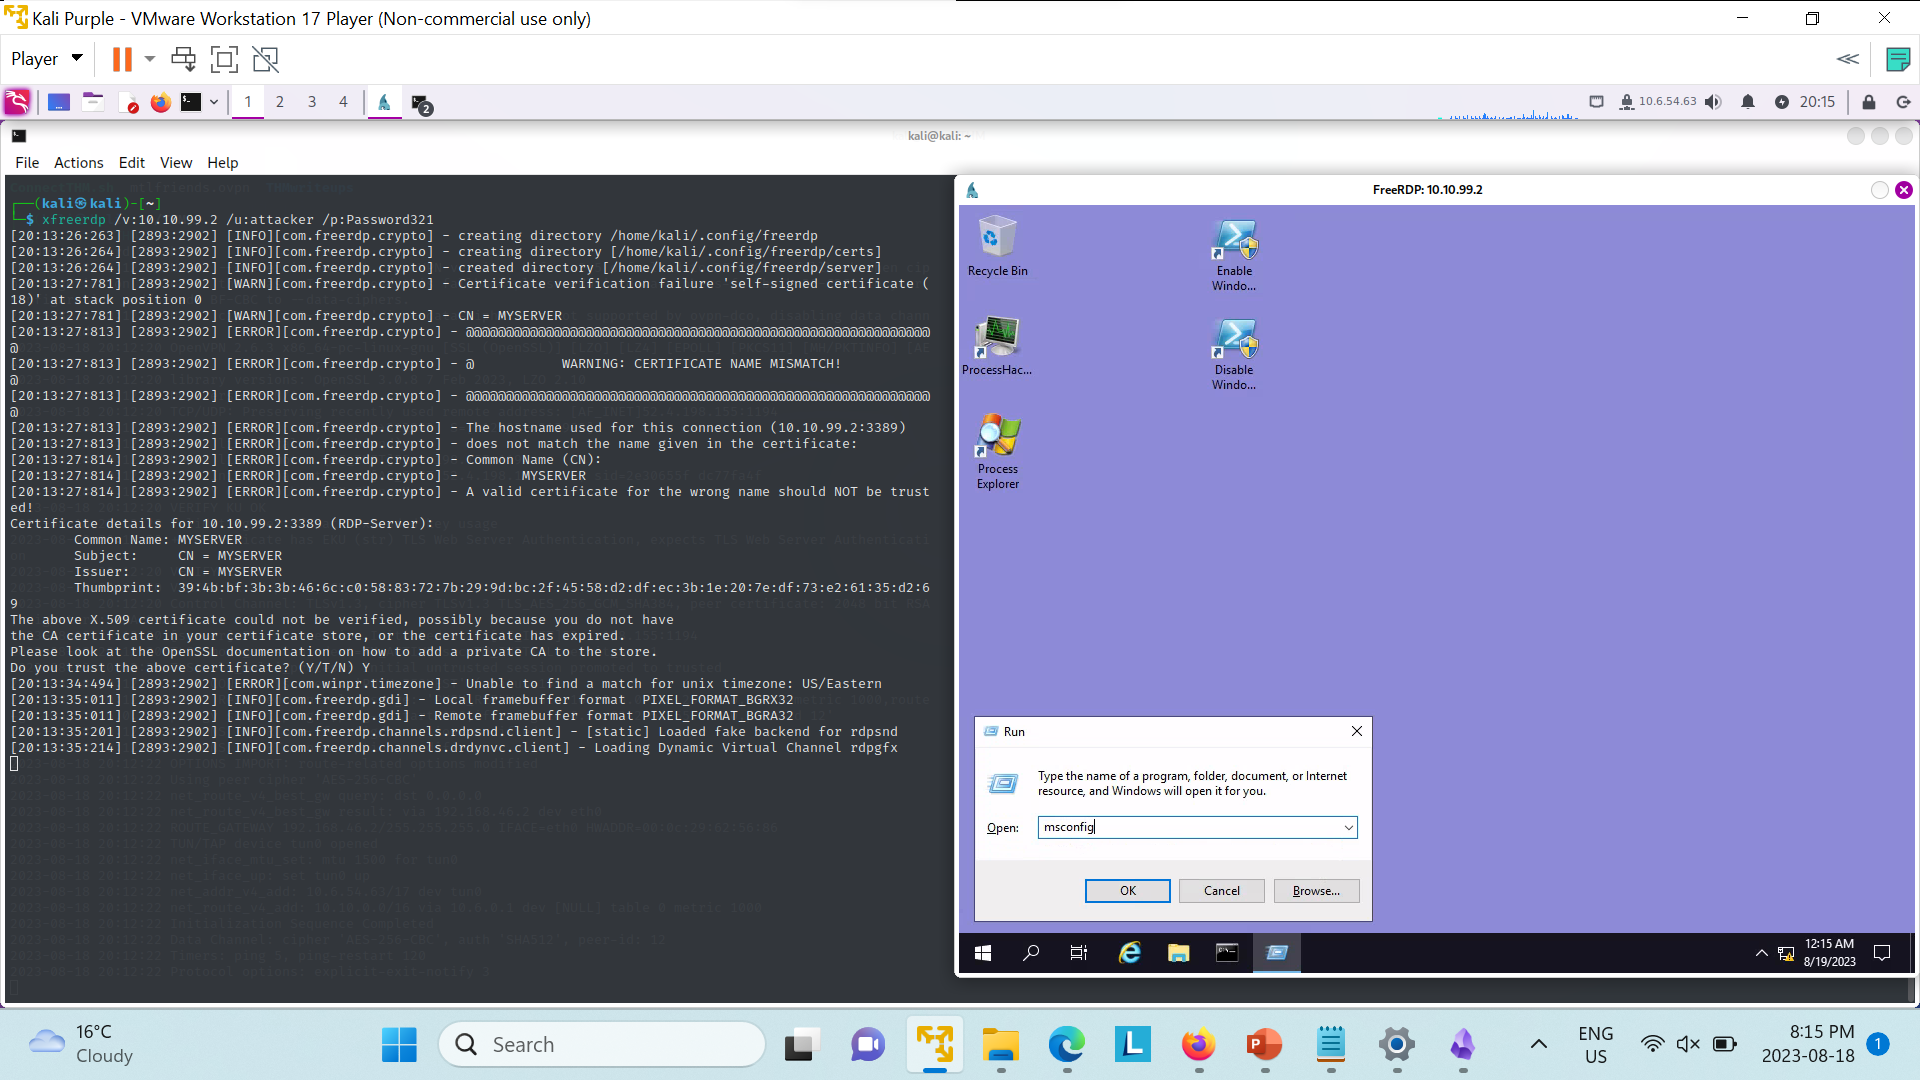 Kali Purple - VMware Workstation 17 Player (Non-commercial use only)
Player
1 2 3 4
2
10.6.54.63
20:15
kali@kali: ~
File Actions Edit View Help
┌──(kali㉿kali)-[~]
└─$ xfreerdp /v:10.10.99.2 /u:attacker /p:Password321
[20:13:26:263] [2893:2902] [INFO][com.freerdp.crypto] - creating directory /home/kali/.config/freerdp
[20:13:26:264] [2893:2902] [INFO][com.freerdp.crypto] - creating directory [/home/kali/.config/freerdp/certs]
[20:13:26:264] [2893:2902] [INFO][com.freerdp.crypto] - created directory [/home/kali/.config/freerdp/server]
[20:13:27:781] [2893:2902] [WARN][com.freerdp.crypto] - Certificate verification failure 'self-signed certificate (
18)' at stack position 0
[20:13:27:781] [2893:2902] [WARN][com.freerdp.crypto] - CN = MYSERVER
[20:13:27:813] [2893:2902] [ERROR][com.freerdp.crypto] - @@@@@@@@@@@@@@@@@@@@@@@@@@@@@@@@@@@@@@@@@@@@@@@@@@@@@@@@@@
@
[20:13:27:813] [2893:2902] [ERROR][com.freerdp.crypto] - @           WARNING: CERTIFICATE NAME MISMATCH!
@
[20:13:27:813] [2893:2902] [ERROR][com.freerdp.crypto] - @@@@@@@@@@@@@@@@@@@@@@@@@@@@@@@@@@@@@@@@@@@@@@@@@@@@@@@@@@
@
[20:13:27:813] [2893:2902] [ERROR][com.freerdp.crypto] - The hostname used for this connection (10.10.99.2:3389)
[20:13:27:813] [2893:2902] [ERROR][com.freerdp.crypto] - does not match the name given in the certificate:
[20:13:27:814] [2893:2902] [ERROR][com.freerdp.crypto] - Common Name (CN):
[20:13:27:814] [2893:2902] [ERROR][com.freerdp.crypto] -        MYSERVER
[20:13:27:814] [2893:2902] [ERROR][com.freerdp.crypto] - A valid certificate for the wrong name should NOT be trust
ed!
Certificate details for 10.10.99.2:3389 (RDP-Server):
Common Name: MYSERVER
Subject:     CN = MYSERVER
Issuer:      CN = MYSERVER
Thumbprint:  39:4b:bf:3b:3b:46:6c:c0:58:83:72:7b:29:9d:bc:2f:45:58:d2:df:ec:3b:1e:20:7e:df:73:e2:61:35:d2:6
9
The above X.509 certificate could not be verified, possibly because you do not have
the CA certificate in your certificate store, or the certificate has expired.
Please look at the OpenSSL documentation on how to add a private CA to the store.
Do you trust the above certificate? (Y/T/N) Y
[20:13:34:494] [2893:2902] [ERROR][com.winpr.timezone] - Unable to find a match for unix timezone: US/Eastern
[20:13:35:011] [2893:2902] [INFO][com.freerdp.gdi] - Local framebuffer format  PIXEL_FORMAT_BGRX32
[20:13:35:011] [2893:2902] [INFO][com.freerdp.gdi] - Remote framebuffer format PIXEL_FORMAT_BGRA32
[20:13:35:201] [2893:2902] [INFO][com.freerdp.channels.rdpsnd.client] - [static] Loaded fake backend for rdpsnd
[20:13:35:214] [2893:2902] [INFO][com.freerdp.channels.drdynvc.client] - Loading Dynamic Virtual Channel rdpgfx
FreeRDP: 10.10.99.2
Recycle Bin
Enable
Windo...
ProcessHac...
Disable
Windo...
Process
Explorer
Run
Type the name of a program, folder, document, or Internet
resource, and Windows will open it for you.
Open: msconfig
OK Cancel Browse...
12:15 AM
8/19/2023
16°C
Cloudy
Search
L
P
ENG
US
8:15 PM
2023-08-18
1